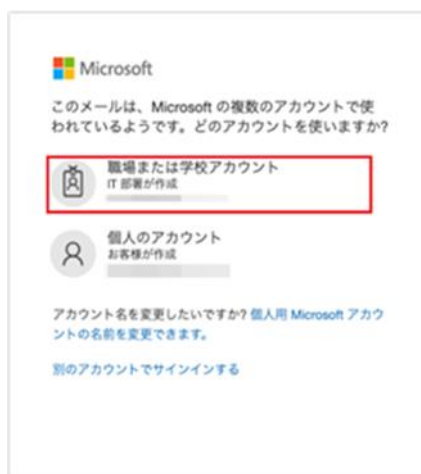 Microsoft
このメールは、Microsoft の複数のアカウントで使
われているようです。どのアカウントを使いますか?
職場または学校アカウント
IT 部署が作成
個人のアカウント
お客様が作成
アカウント名を変更したいですか? 個人用 Microsoft アカウ
ントの名前を変更できます。
別のアカウントでサインインする